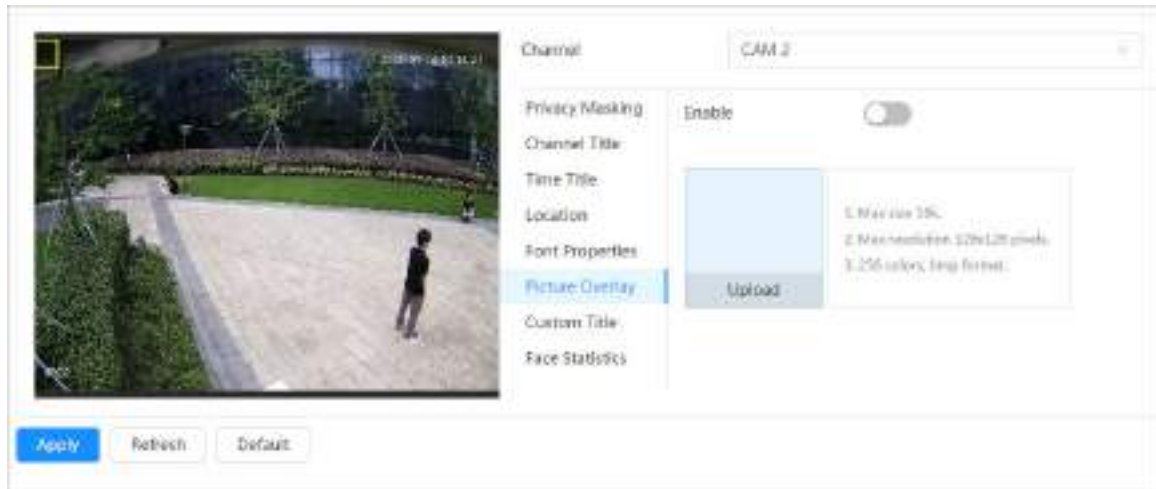 Channel
CAM 2
Privacy Masking
Enable
Channel Title
Time Title
Location
1. Max size 16k.
Font Properties
2. Max resolution 128x128 pixels.
3. 256 colors, bmp format.
Picture Overlay
Upload
Custom Title
Face Statistics
Apply
Refresh
Default